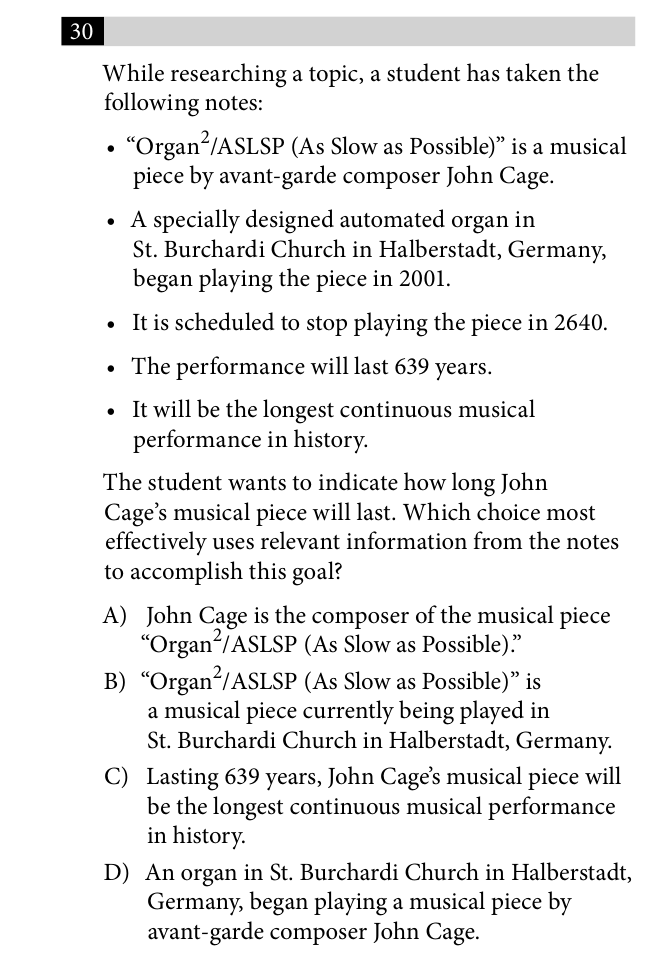 30
While researching a topic, a student has taken the
following notes:
• “Organ²/ASLSP (As Slow as Possible)” is a musical
piece by avant-garde composer John Cage.
• A specially designed automated organ in
St. Burchardi Church in Halberstadt, Germany,
began playing the piece in 2001.
• It is scheduled to stop playing the piece in 2640.
• The performance will last 639 years.
• It will be the longest continuous musical
performance in history.
The student wants to indicate how long John
Cage’s musical piece will last. Which choice most
effectively uses relevant information from the notes
to accomplish this goal?
A) John Cage is the composer of the musical piece
“Organ²/ASLSP (As Slow as Possible).”
B) “Organ²/ASLSP (As Slow as Possible)” is
a musical piece currently being played in
St. Burchardi Church in Halberstadt, Germany.
C) Lasting 639 years, John Cage’s musical piece will
be the longest continuous musical performance
in history.
D) An organ in St. Burchardi Church in Halberstadt,
Germany, began playing a musical piece by
avant-garde composer John Cage.